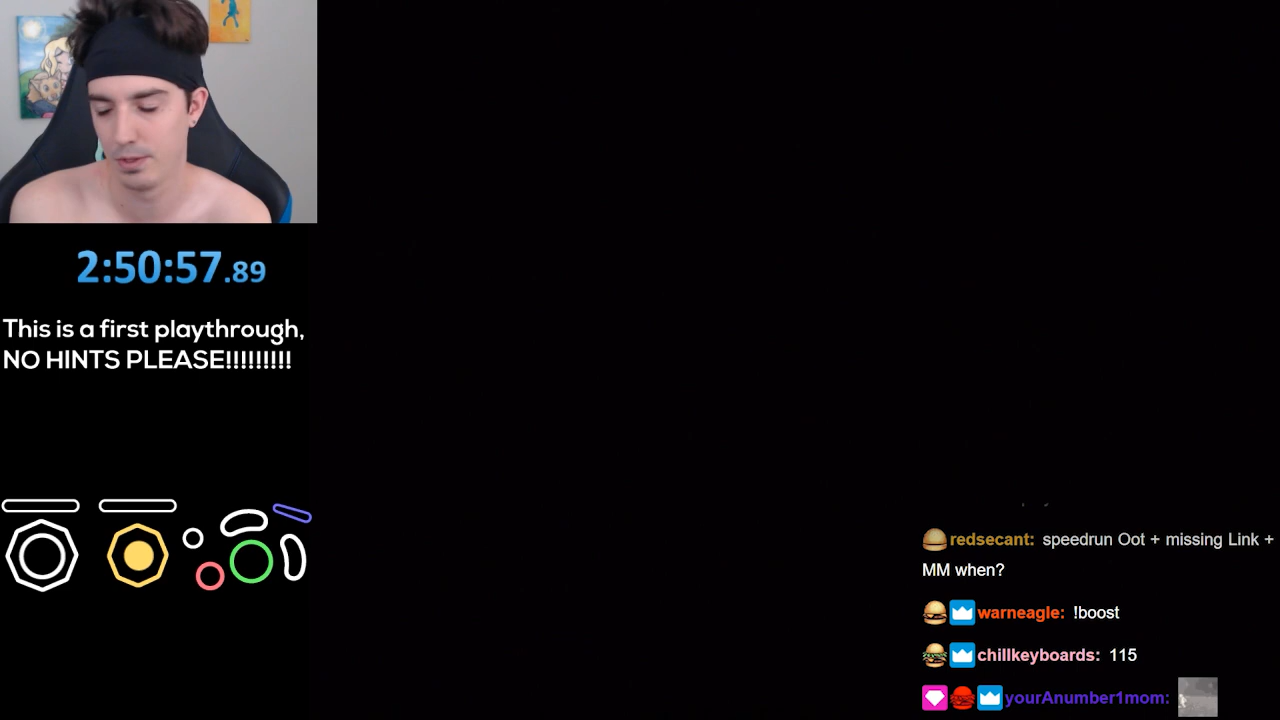 2:50:57.89
This is a first playthrough,
NO HINTS PLEASE!!!!!!!!!
redsecant: speedrun Oot + missing Link +
MM when?
warneagle: !boost
chillkeyboards: 115
yourAnumber1mom: